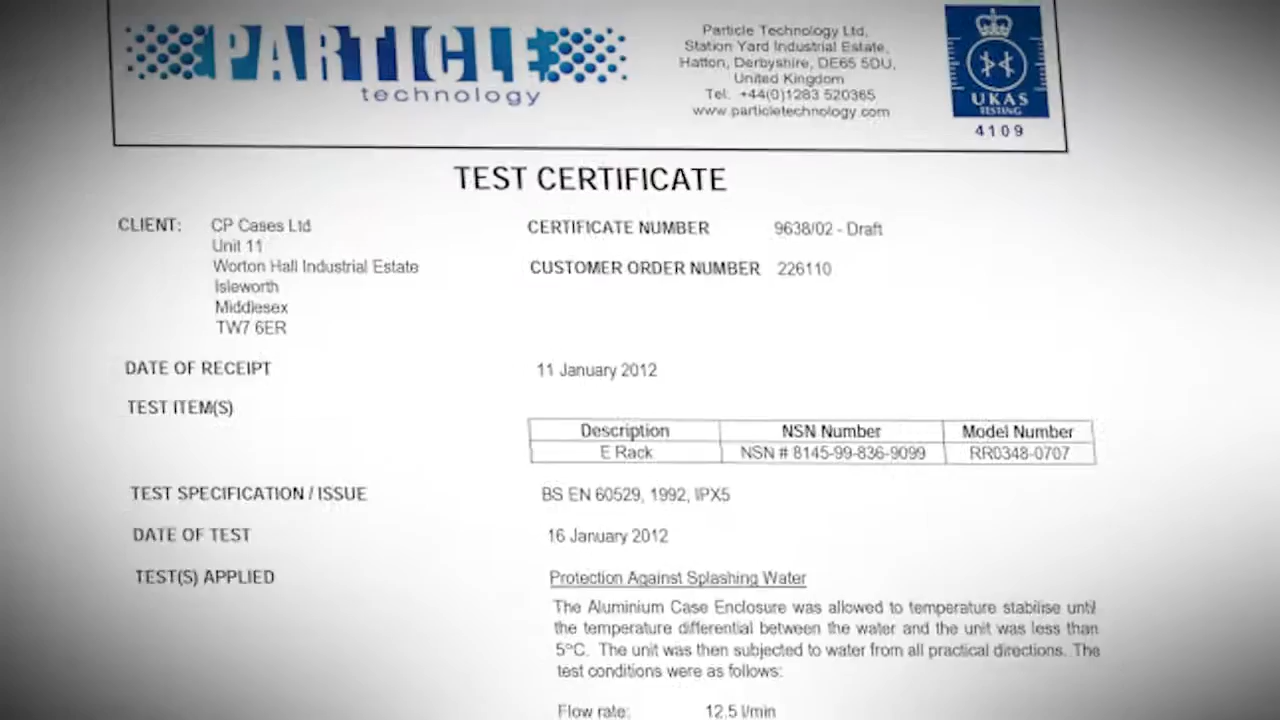 PARTICLE
technology
Particle Technology Ltd,
Station Yard Industrial Estate,
Hatton, Derbyshire, DE65 5DU,
United Kingdom
Tel. +44(0)1283 520365
www.particletechnology.com
UKAS
TESTING
4109
TEST CERTIFICATE
CLIENT: CP Cases Ltd
Unit 11
Worton Hall Industrial Estate
Isleworth
Middlesex
TW7 6ER
CERTIFICATE NUMBER 9638/02 - Draft
CUSTOMER ORDER NUMBER 226110
DATE OF RECEIPT 11 January 2012
TEST ITEM(S)
Description NSN Number Model Number
E Rack NSN # 8145-99-836-9099 RR0348-0707
TEST SPECIFICATION / ISSUE BS EN 60529, 1992, IPX5
DATE OF TEST 16 January 2012
TEST(S) APPLIED Protection Against Splashing Water
The Aluminium Case Enclosure was allowed to temperature stabilise until
the temperature differential between the water and the unit was less than
5°C. The unit was then subjected to water from all practical directions. The
test conditions were as follows:
Flow rate: 12.5 l/min